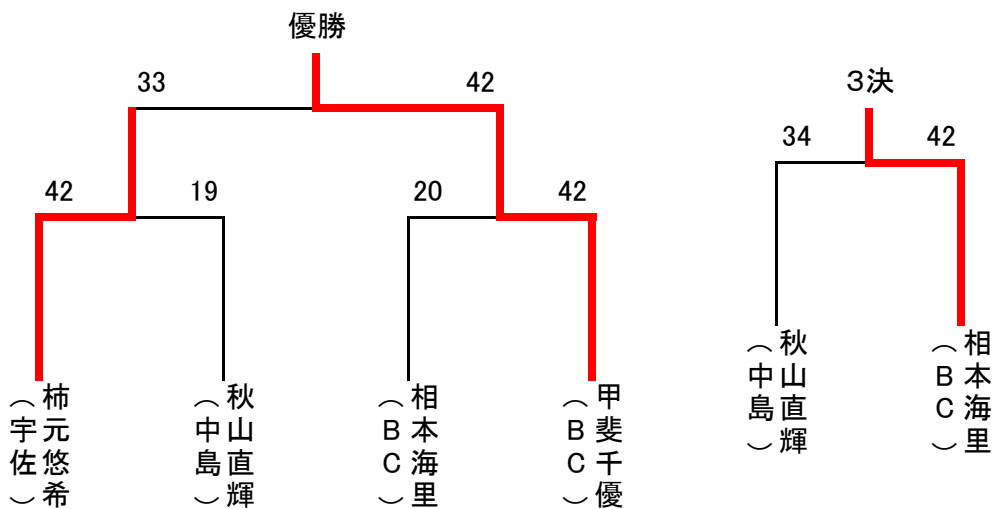 優勝
33
42
42
19
20
42
柿元悠希
（宇佐）
秋山直輝
（中島）
相本海里
（ＢＣ）
甲斐千優
（ＢＣ）
３決
34
42
秋山直輝
（中島）
相本海里
（ＢＣ）